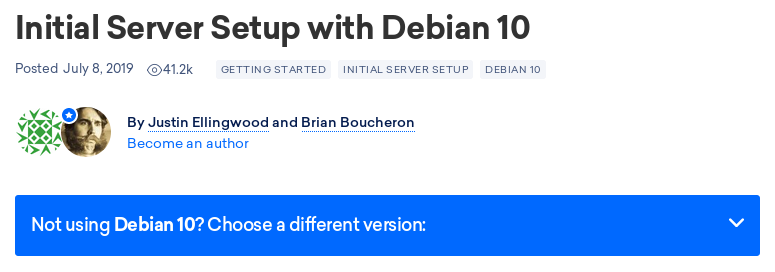 Initial Server Setup with Debian 10
Posted July 8, 2019 41.2k GETTING STARTED INITIAL SERVER SETUP DEBIAN 10
By Justin Ellingwood and Brian Boucheron
Become an author
Not using Debian 10? Choose a different version: